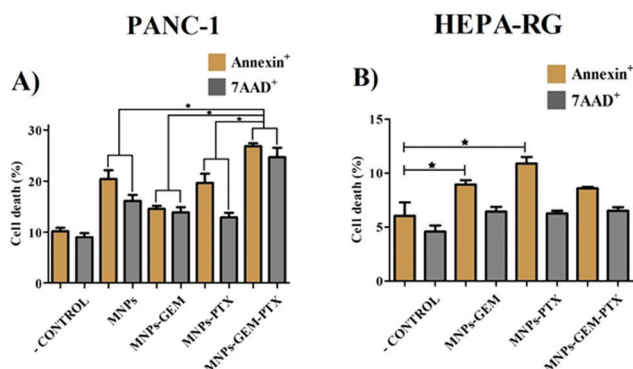 PANC-1
HEPA-RG
A)
Annexin+
7AAD+
*
*
*
Cell death (%)
30
20
10
0
- CONTROL
MNPs
MNPs-GEM
MNPs-PTX
MNPs-GEM-PTX
B)
Annexin+
7AAD+
Cell death (%)
15
10
5
0
★
★
- CONTROL
MNPs-GEM
MNPs-PTX
MNPs-GEM-PTX